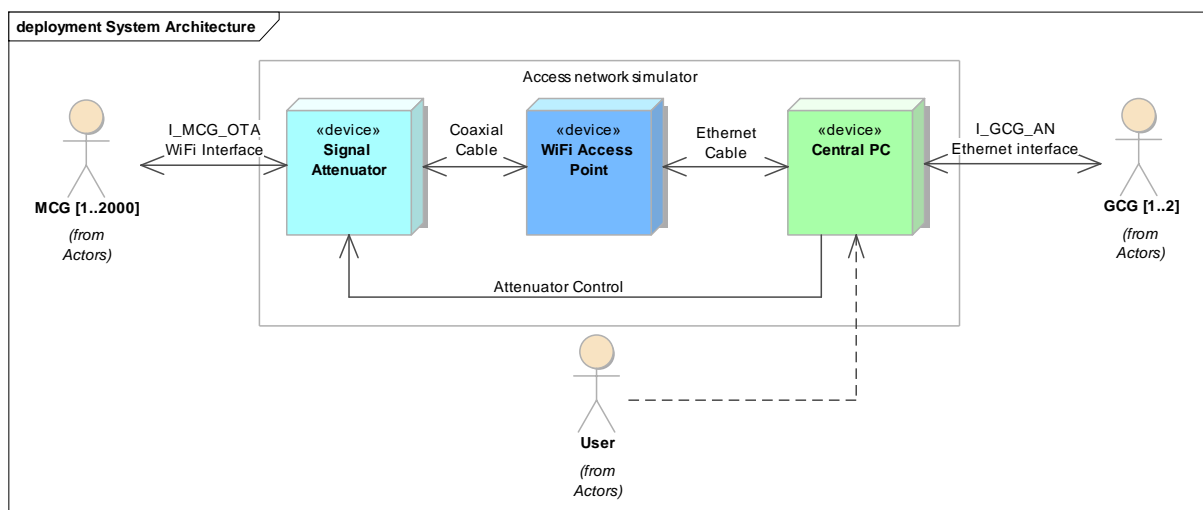 deployment System Architecture
Access network simulator
I_MCG_OTA
WiFi Interface
«device»
Signal
Attenuator
Coaxial
Cable
«device»
WiFi Access
Point
Ethernet
Cable
«device»
Central PC
I_GCG_AN
Ethernet interface
MCG [1..2000]
(from
Actors)
GCG [1..2]
(from
Actors)
Attenuator Control
User
(from
Actors)